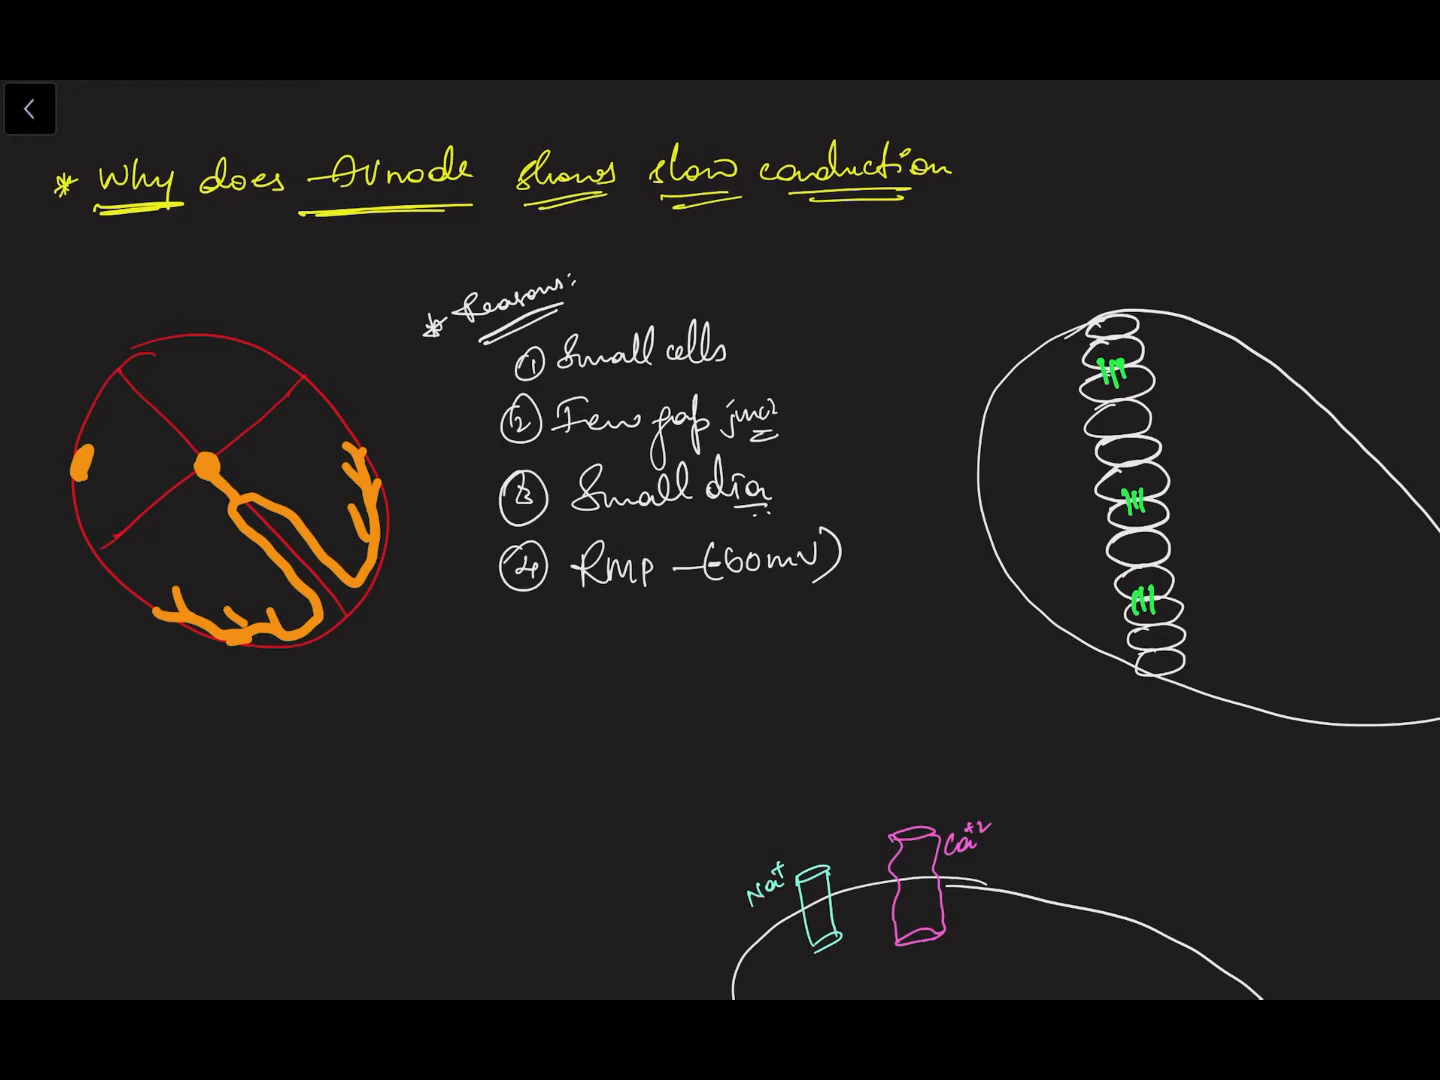 * Why does AV node shows slow conduction
* Reasons:
① Small cells
② Few gap junc
③ Small dia
④ RMP - (-60mV)
Na+
Ca+2